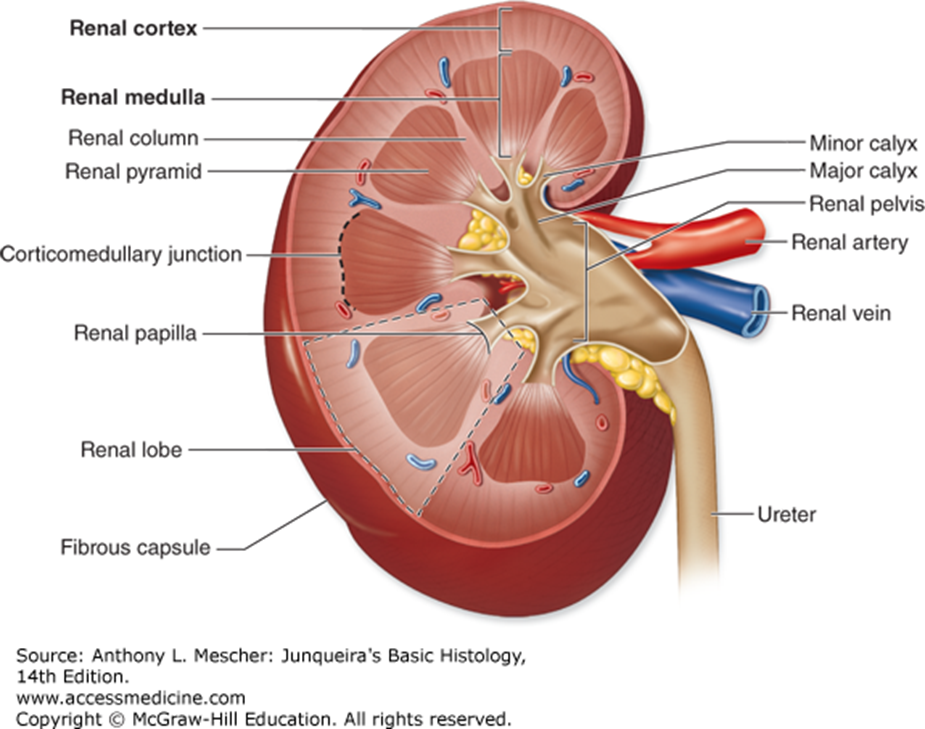 Renal cortex
Renal medulla
Renal column
Renal pyramid
Corticomedullary junction
Renal papilla
Renal lobe
Fibrous capsule
Minor calyx
Major calyx
Renal pelvis
Renal artery
Renal vein
Ureter
Source: Anthony L. Mescher: Junqueira's Basic Histology,
14th Edition.
www.accessmedicine.com
Copyright © McGraw-Hill Education. All rights reserved.